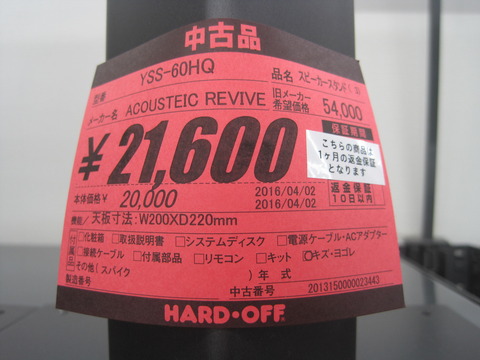 中古品
型番 YSS-60HQ 品名 スピーカースタンド(
メーカー名 ACOUSTEIC REVIVE 旧メーカー希望価格 54,000
¥21,600
保証期間
こちらの商品は
1ヶ月の返金保証
となります
返金保証
10日以内
本体価格¥ 20,000
2016/04/02
2016/04/02
機能/ 天板寸法:W200XD220mm
付属 □化粧箱 □取扱説明書 □システムディスク □電源ケーブル・ACアダプター
□接続ケーブル □付属部品 □リモコン □キット ☑キズ・ヨゴレ
□その他(スパイク ) 年式
製造番号 中古番号 2013150000023443
HARD・OFF